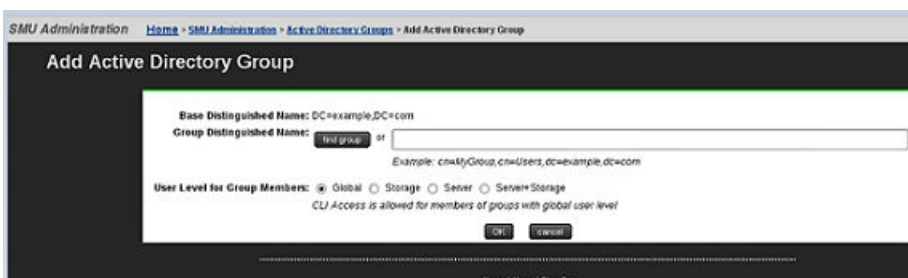 SMU Administration Home > SMU Administration > Active Directory Groups > Add Active Directory Group
Add Active Directory Group
Base Distinguished Name: DC=example,DC=com
Group Distinguished Name: find group or
Example: cn=MyGroup,cn=Users,dc=example,dc=com
User Level for Group Members: Global Storage Server Server+Storage
CLI Access is allowed for members of groups with global user level
OK cancel